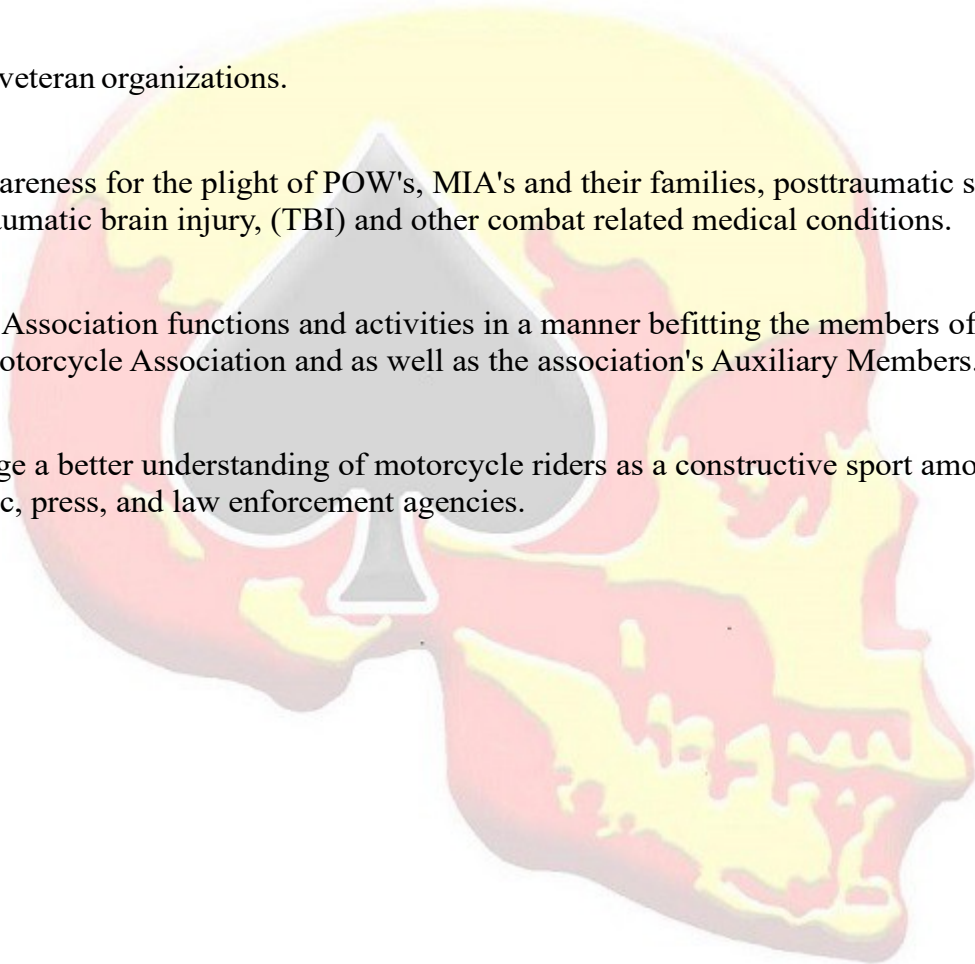 veteran organizations.
areness for the plight of POW's, MIA's and their families, posttraumatic s
umatic brain injury, (TBI) and other combat related medical conditions.
Association functions and activities in a manner befitting the members of
otorcycle Association and as well as the association's Auxiliary Members.
ge a better understanding of motorcycle riders as a constructive sport amo
c, press, and law enforcement agencies.